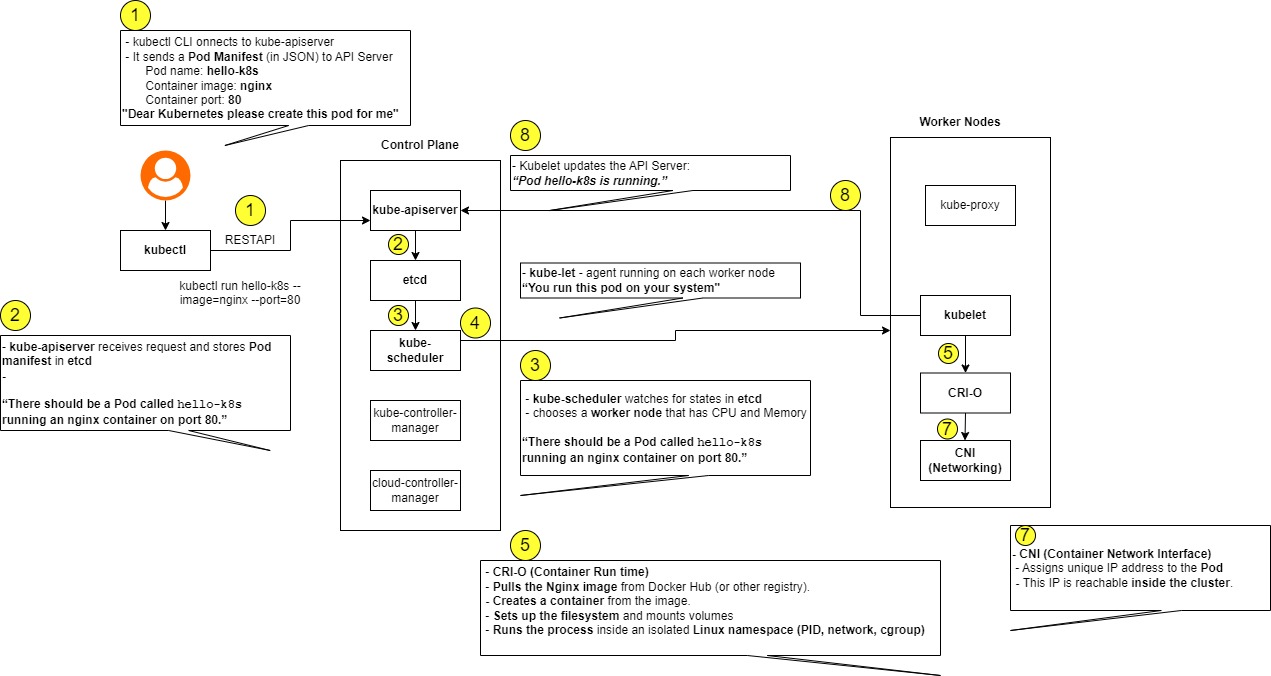 1
- kubectl CLI onnects to kube-apiserver
- It sends a Pod Manifest (in JSON) to API Server
Pod name: hello-k8s
Container image: nginx
Container port: 80
"Dear Kubernetes please create this pod for me"
kubectl
1
RESTAPI
kubectl run hello-k8s --
image=nginx --port=80
2
- kube-apiserver receives request and stores Pod
manifest in etcd
-
“There should be a Pod called hello-k8s
running an nginx container on port 80.”
Control Plane
kube-apiserver
2
etcd
3
4
kube-
scheduler
kube-controller-
manager
cloud-controller-
manager
8
- Kubelet updates the API Server:
“Pod hello-k8s is running.”
8
- kube-let - agent running on each worker node
“You run this pod on your system"
3
- kube-scheduler watches for states in etcd
- chooses a worker node that has CPU and Memory
“There should be a Pod called hello-k8s
running an nginx container on port 80.”
Worker Nodes
kube-proxy
kubelet
5
CRI-O
7
CNI
(Networking)
5
- CRI-O (Container Run time)
- Pulls the Nginx image from Docker Hub (or other registry).
- Creates a container from the image.
- Sets up the filesystem and mounts volumes
- Runs the process inside an isolated Linux namespace (PID, network, cgroup)
7
- CNI (Container Network Interface)
- Assigns unique IP address to the Pod
- This IP is reachable inside the cluster.